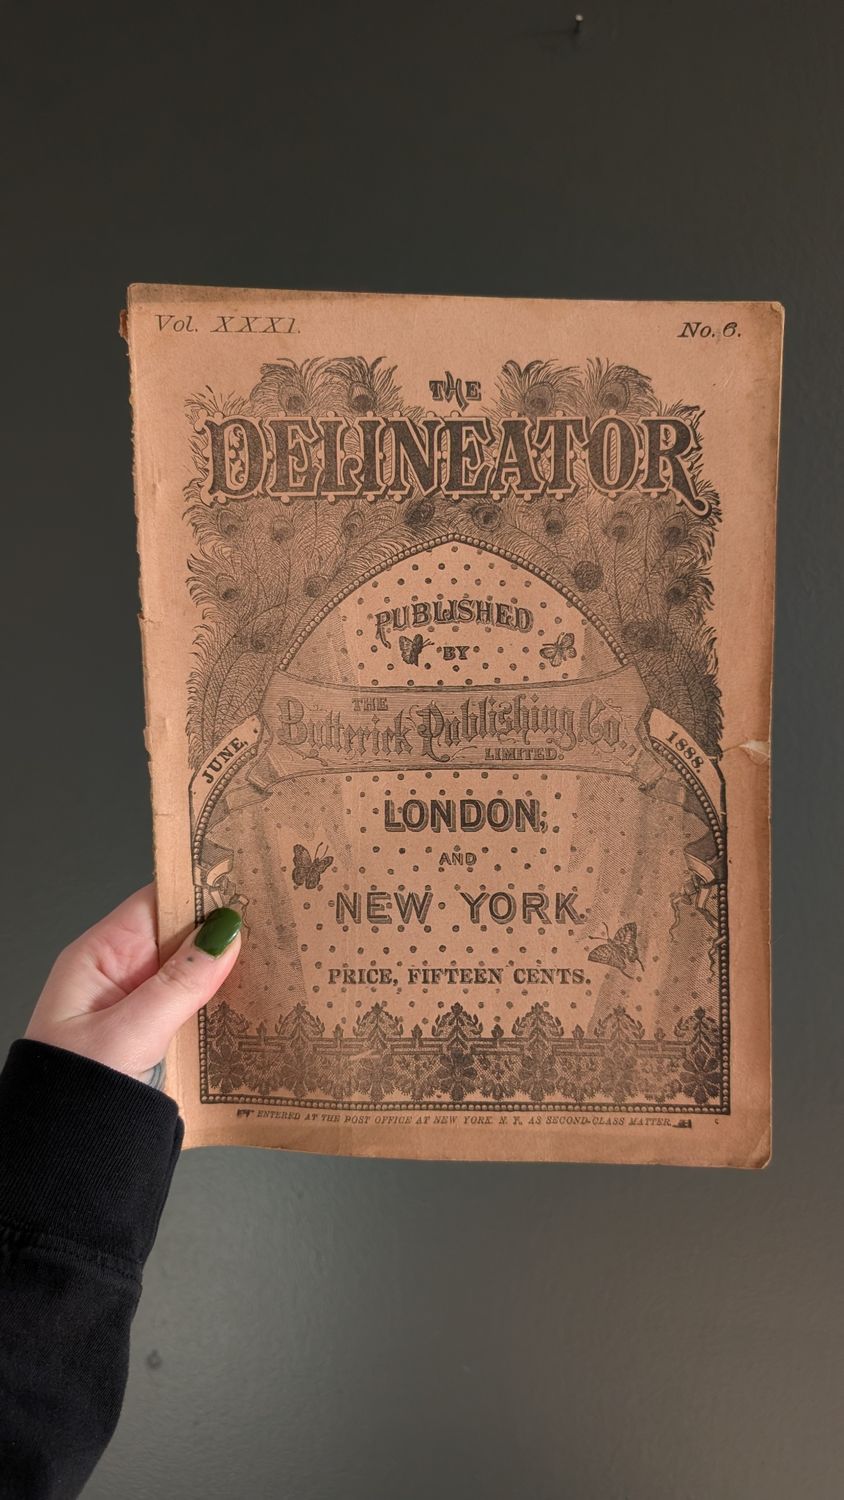 Vol. XXXI.
No. 6.
THE
DELINEATOR
PUBLISHED
BY
THE
Butterick Publishing Co.,
LIMITED.
JUNE,
1888.
LONDON,
AND
NEW YORK.
PRICE, FIFTEEN CENTS.
ENTERED AT THE POST OFFICE AT NEW YORK. N. Y., AS SECOND-CLASS MATTER.